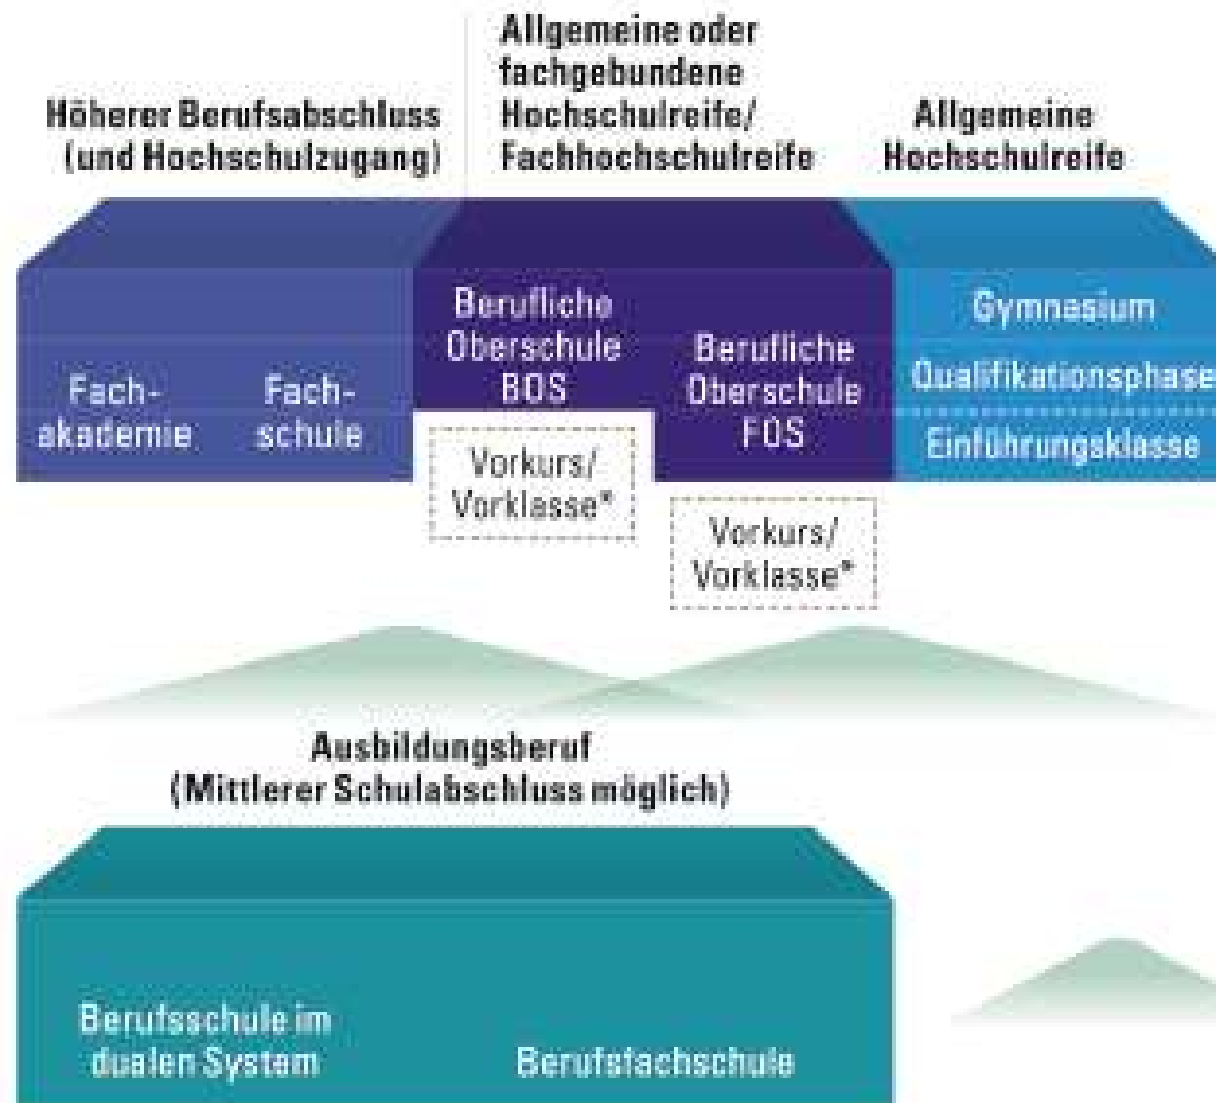 Höherer Berufsabschluss
(und Hochschulzugang)
Allgemeine oder
fachgebundene
Hochschulreife/
Fachhochschulreife
Allgemeine
Hochschulreife
Fach-
akademie
Fach-
schule
Berufliche
Oberschule
BOS
Vorkurs/
Vorklasse*
Berufliche
Oberschule
FOS
Vorkurs/
Vorklasse*
Gymnasium
Qualifikationsphase
Einführungsklasse
Ausbildungsberuf
(Mittlerer Schulabschluss möglich)
Berufsschule im
dualen System
Berufsfachschule